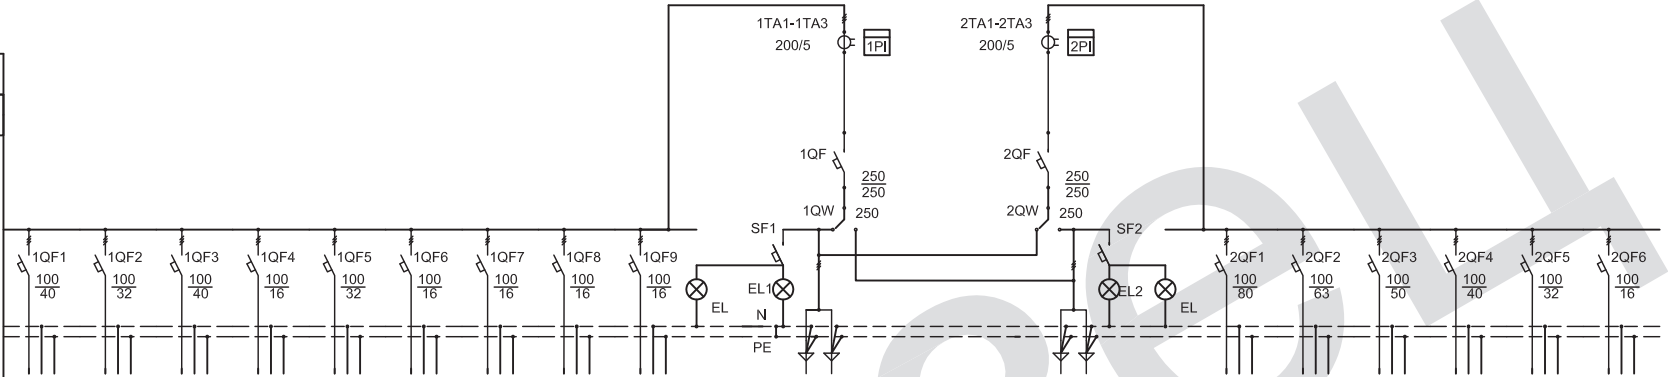 1TA1-1TA3
200/5
1PI
2TA1-2TA3
200/5
2PI
1QF
250
250
1QW 250
2QF
250
250
2QW 250
SF1
SF2
1QF1
100
40
1QF2
100
32
1QF3
100
40
1QF4
100
16
1QF5
100
32
1QF6
100
16
1QF7
100
16
1QF8
100
16
1QF9
100
16
EL
EL1
EL2
EL
2QF1
100
80
2QF2
100
63
2QF3
100
50
2QF4
100
40
2QF5
100
32
2QF6
100
16
N
PE